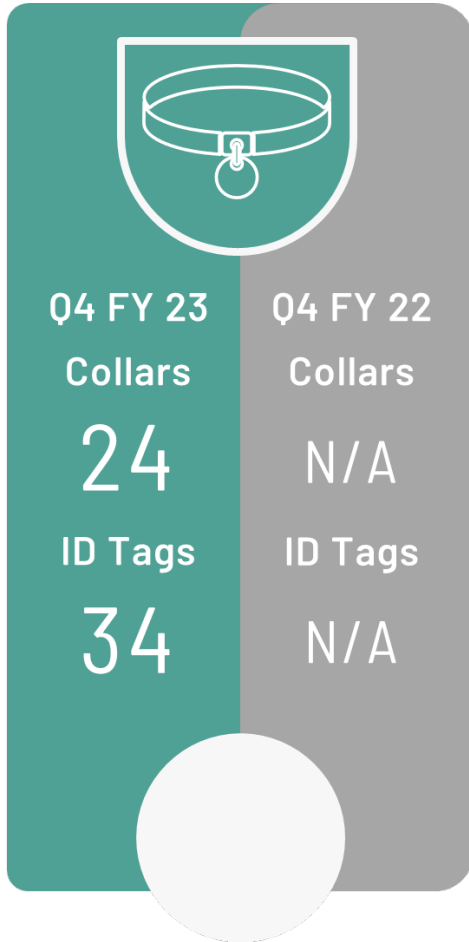 Q4 FY 23
Collars
24
ID Tags
34
Q4 FY 22
Collars
N/A
ID Tags
N/A